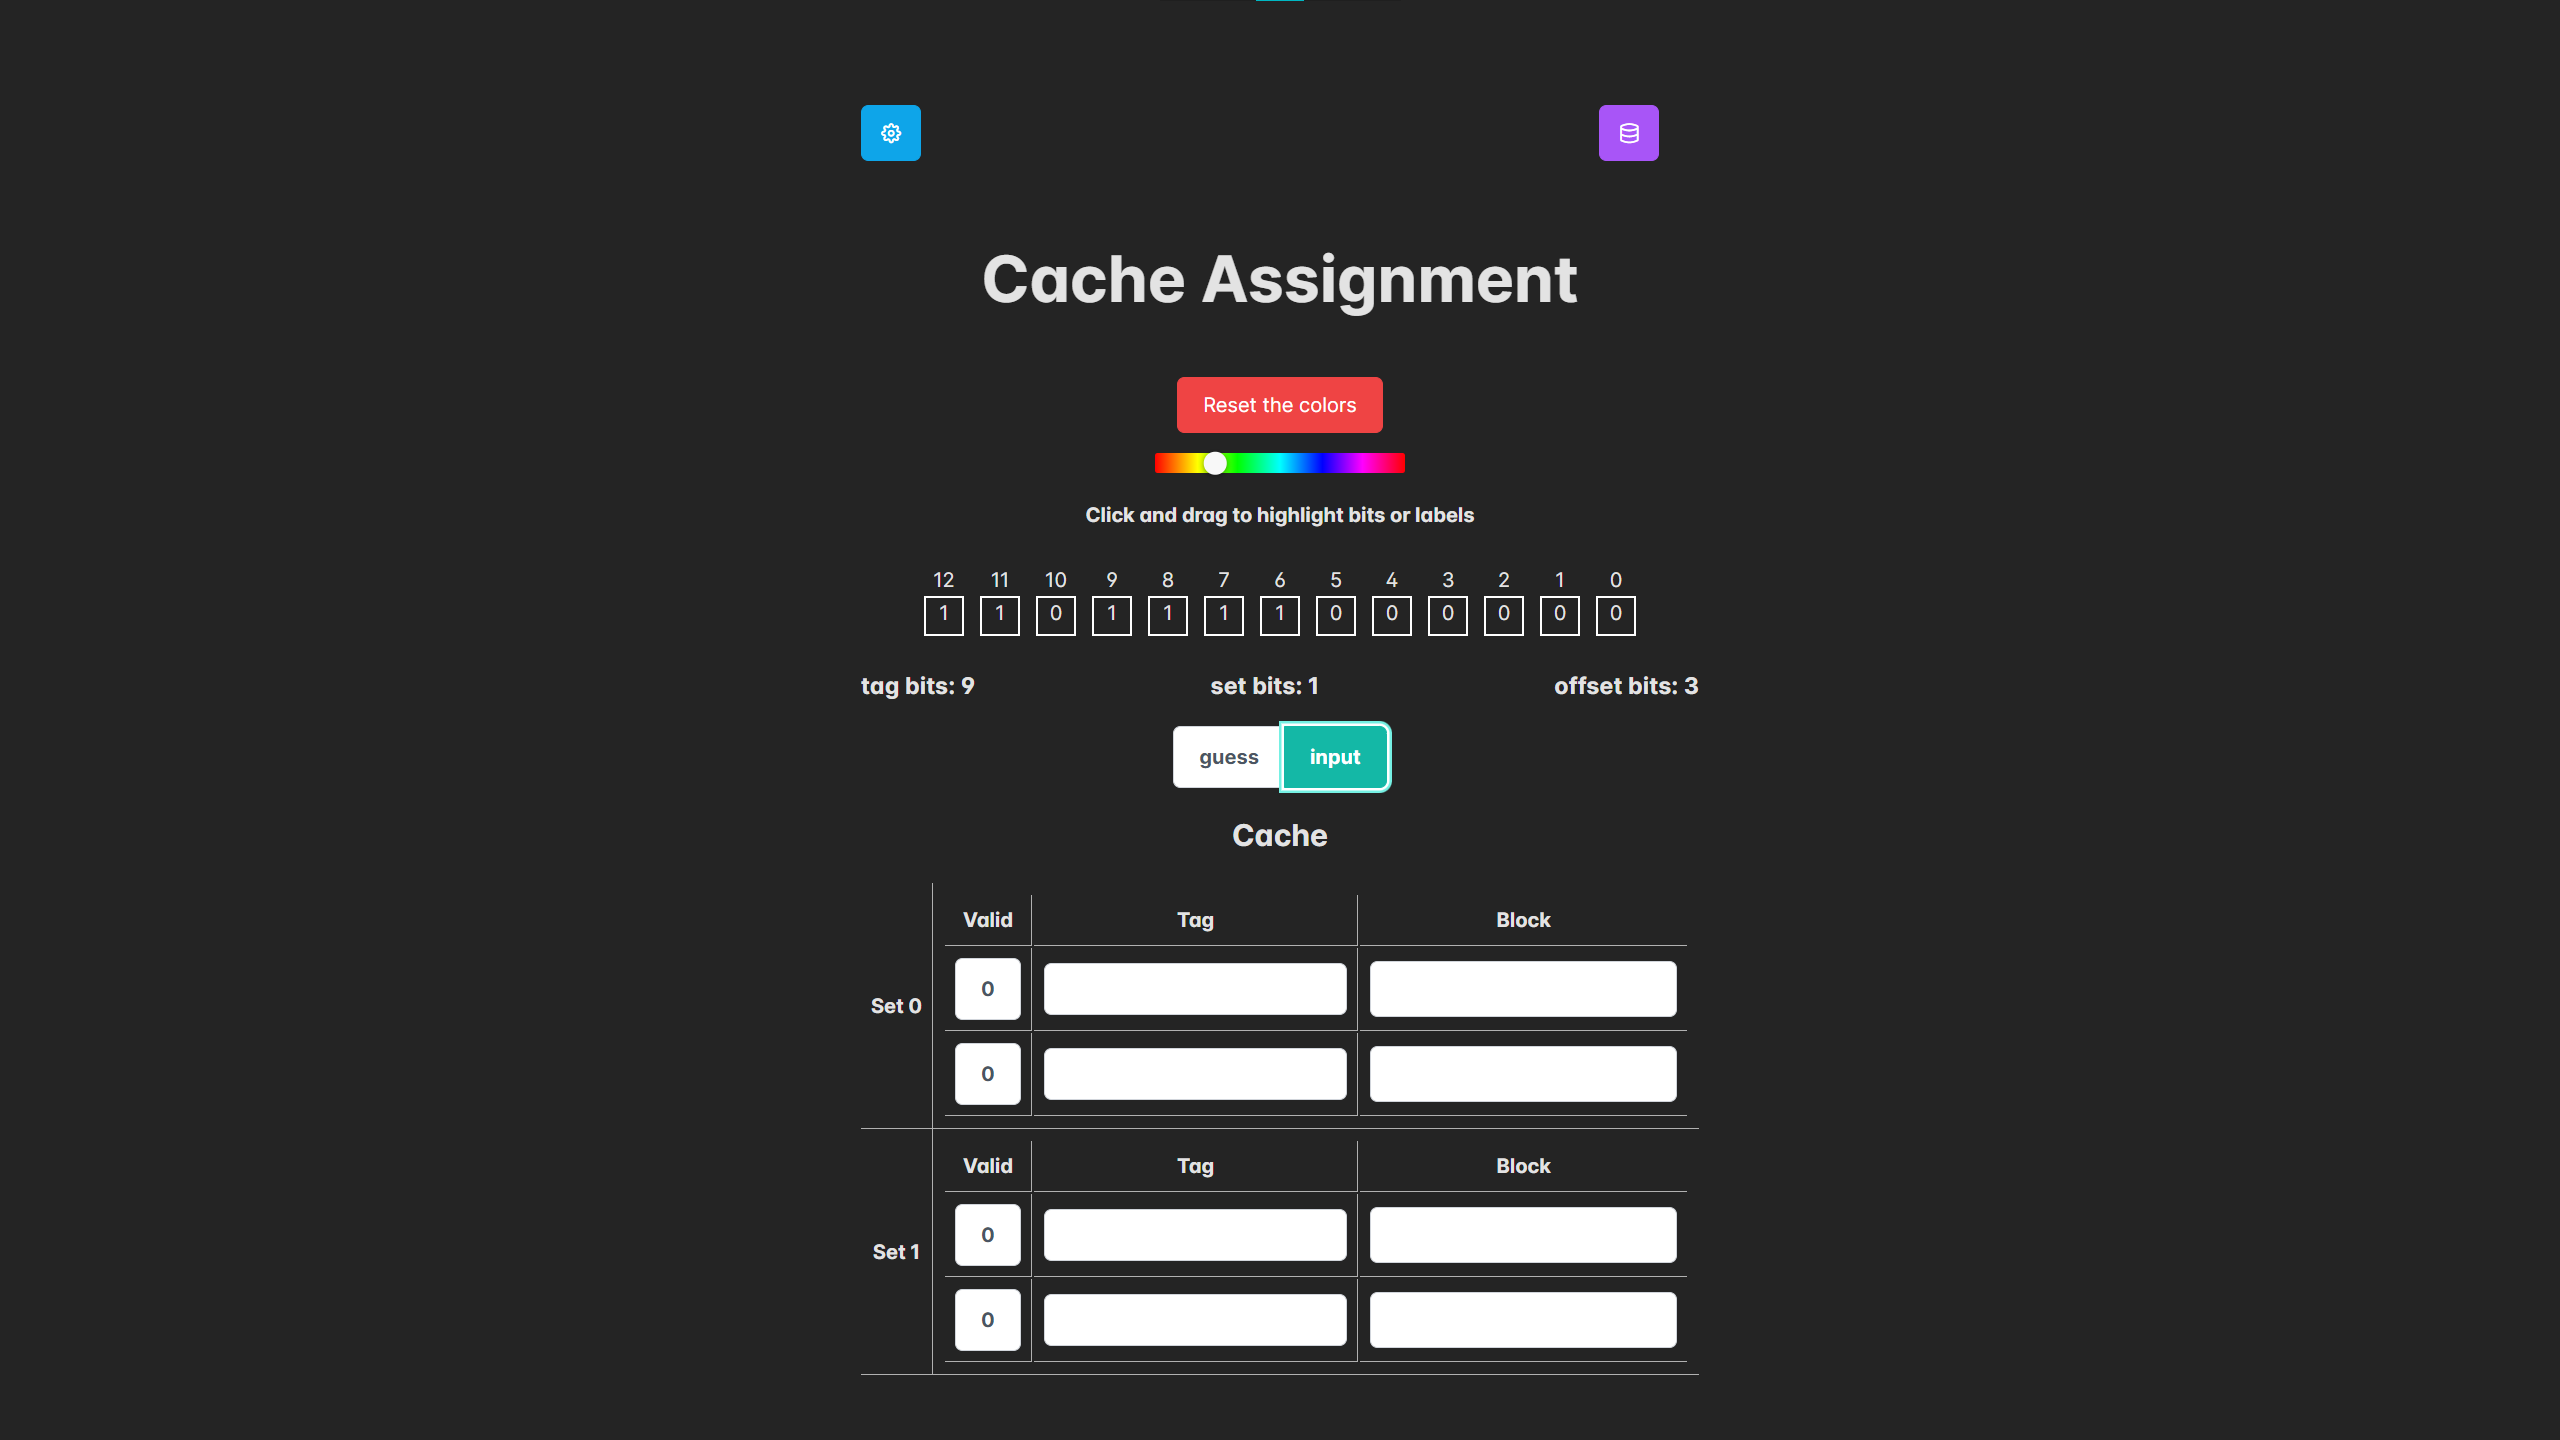 Cache Assignment
Reset the colors
Click and drag to highlight bits or labels
12 11 10 9 8 7 6 5 4 3 2 1 0
1 1 0 1 1 1 1 0 0 0 0 0 0
tag bits: 9 set bits: 1 offset bits: 3
guess input
Cache
Valid Tag Block
0
Set 0
0
Valid Tag Block
0
Set 1
0